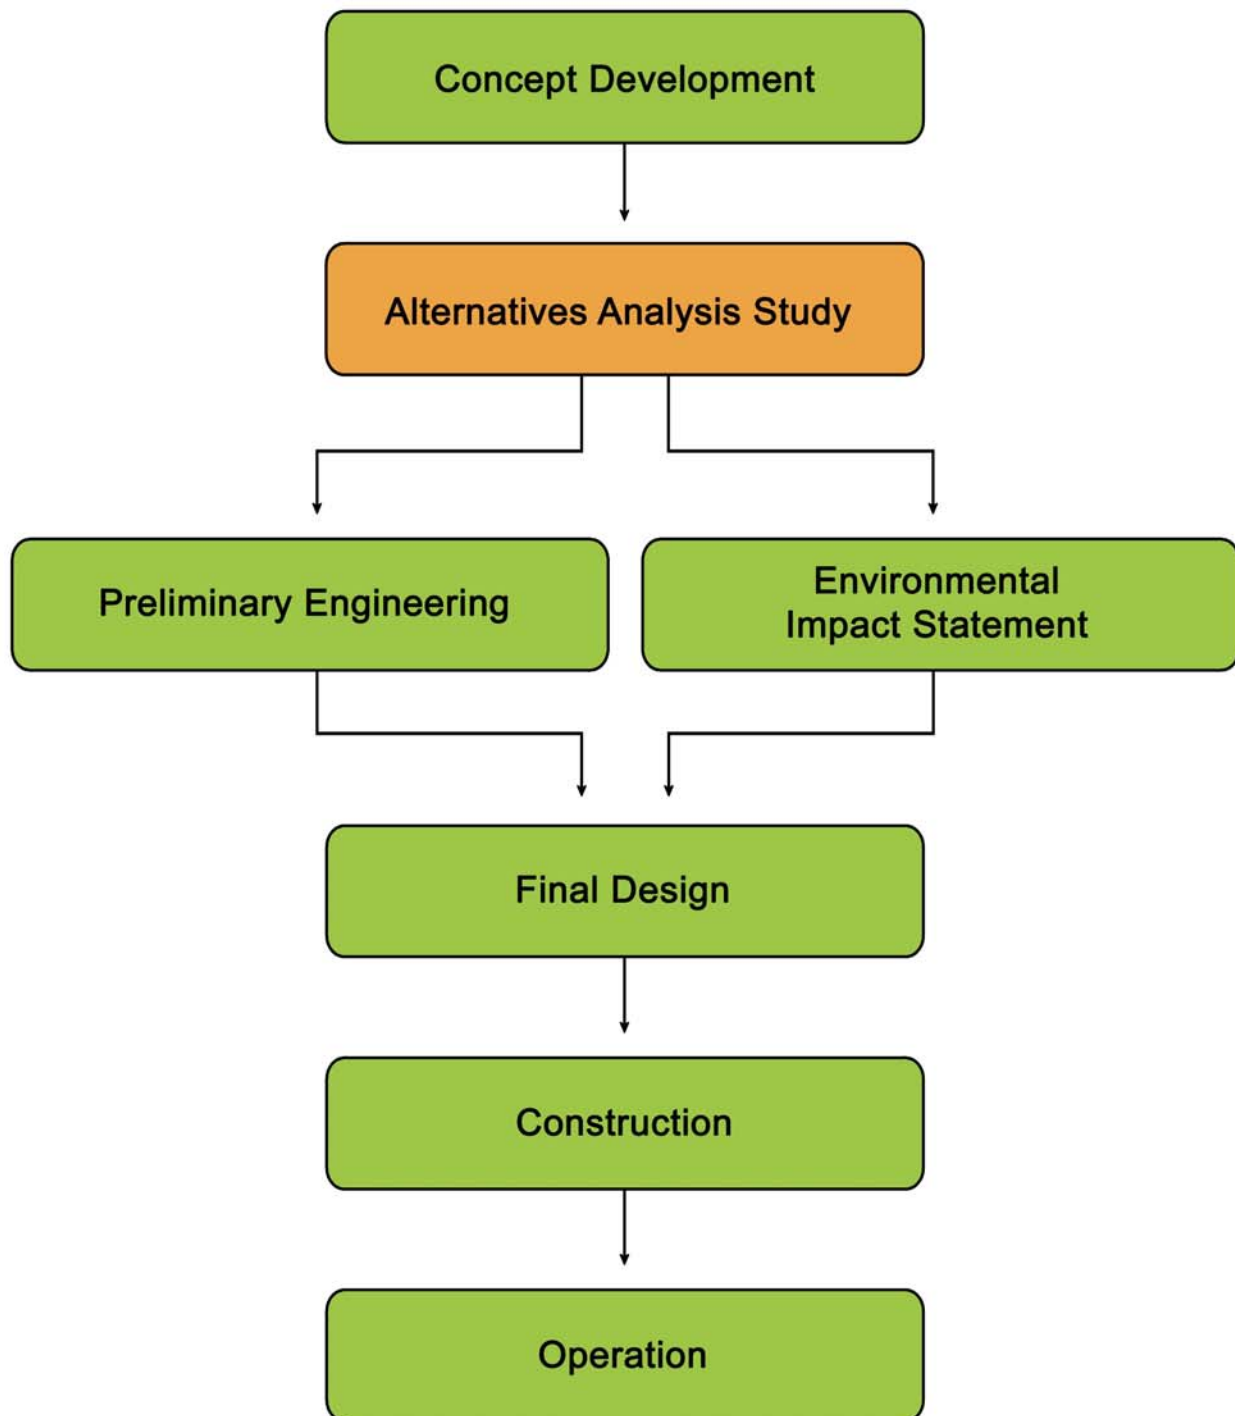 Concept Development
Alternatives Analysis Study
Preliminary Engineering
Environmental
Impact Statement
Final Design
Construction
Operation